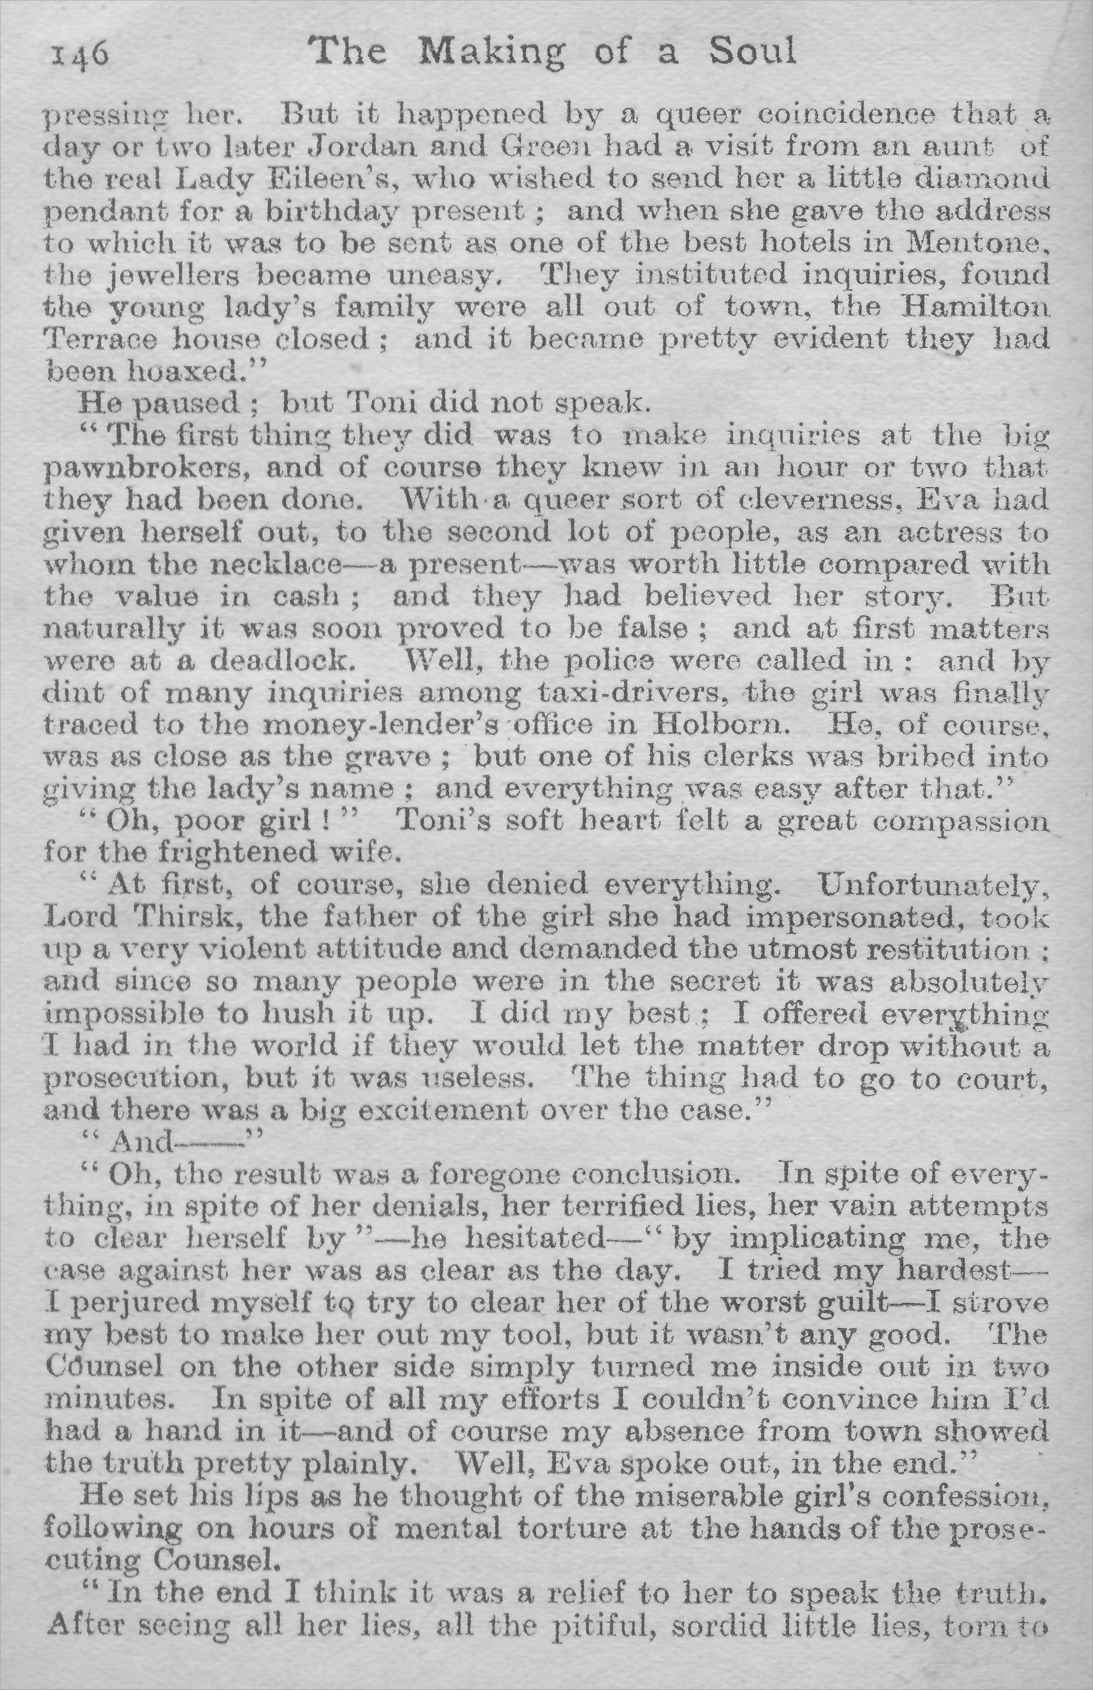 146 The Making of a Soul
pressing her. But it happened by a queer coincidence that a
day or two later Jordan and Green had a visit from an aunt of
the real Lady Eileen's, who wished to send her a little diamond
pendant for a birthday present ; and when she gave the address
to which it was to be sent as one of the best hotels in Mentone,
the jewellers became uneasy. They instituted inquiries, found
the young lady's family were all out of town, the Hamilton
Terrace house closed ; and it became pretty evident they had
been hoaxed."
He paused ; but Toni did not speak.
" The first thing they did was to make inquiries at the big
pawnbrokers, and of course they knew in an hour or two that
they had been done. With a queer sort of cleverness, Eva had
given herself out, to the second lot of people, as an actress to
whom the necklace—a present—was worth little compared with
the value in cash ; and they had believed her story. But
naturally it was soon proved to be false ; and at first matters
were at a deadlock. Well, the police were called in : and by
dint of many inquiries among taxi-drivers, the girl was finally
traced to the money-lender's office in Holborn. He, of course,
was as close as the grave ; but one of his clerks was bribed into
giving the lady's name ; and everything was easy after that."
" Oh, poor girl ! " Toni's soft heart felt a great compassion
for the frightened wife.
" At first, of course, she denied everything. Unfortunately,
Lord Thirsk, the father of the girl she had impersonated, took
up a very violent attitude and demanded the utmost restitution ;
and since so many people were in the secret it was absolutely
impossible to hush it up. I did my best ; I offered everything
I had in the world if they would let the matter drop without a
prosecution, but it was useless. The thing had to go to court,
and there was a big excitement over the case."
" And——"
" Oh, the result was a foregone conclusion. In spite of every-
thing, in spite of her denials, her terrified lies, her vain attempts
to clear herself by "—he hesitated—" by implicating me, the
case against her was as clear as the day. I tried my hardest—
I perjured myself to try to clear her of the worst guilt—I strove
my best to make her out my tool, but it wasn't any good. The
Counsel on the other side simply turned me inside out in two
minutes. In spite of all my efforts I couldn't convince him I'd
had a hand in it—and of course my absence from town showed
the truth pretty plainly. Well, Eva spoke out, in the end."
He set his lips as he thought of the miserable girl's confession,
following on hours of mental torture at the hands of the prose-
cuting Counsel.
" In the end I think it was a relief to her to speak the truth.
After seeing all her lies, all the pitiful, sordid little lies, torn to